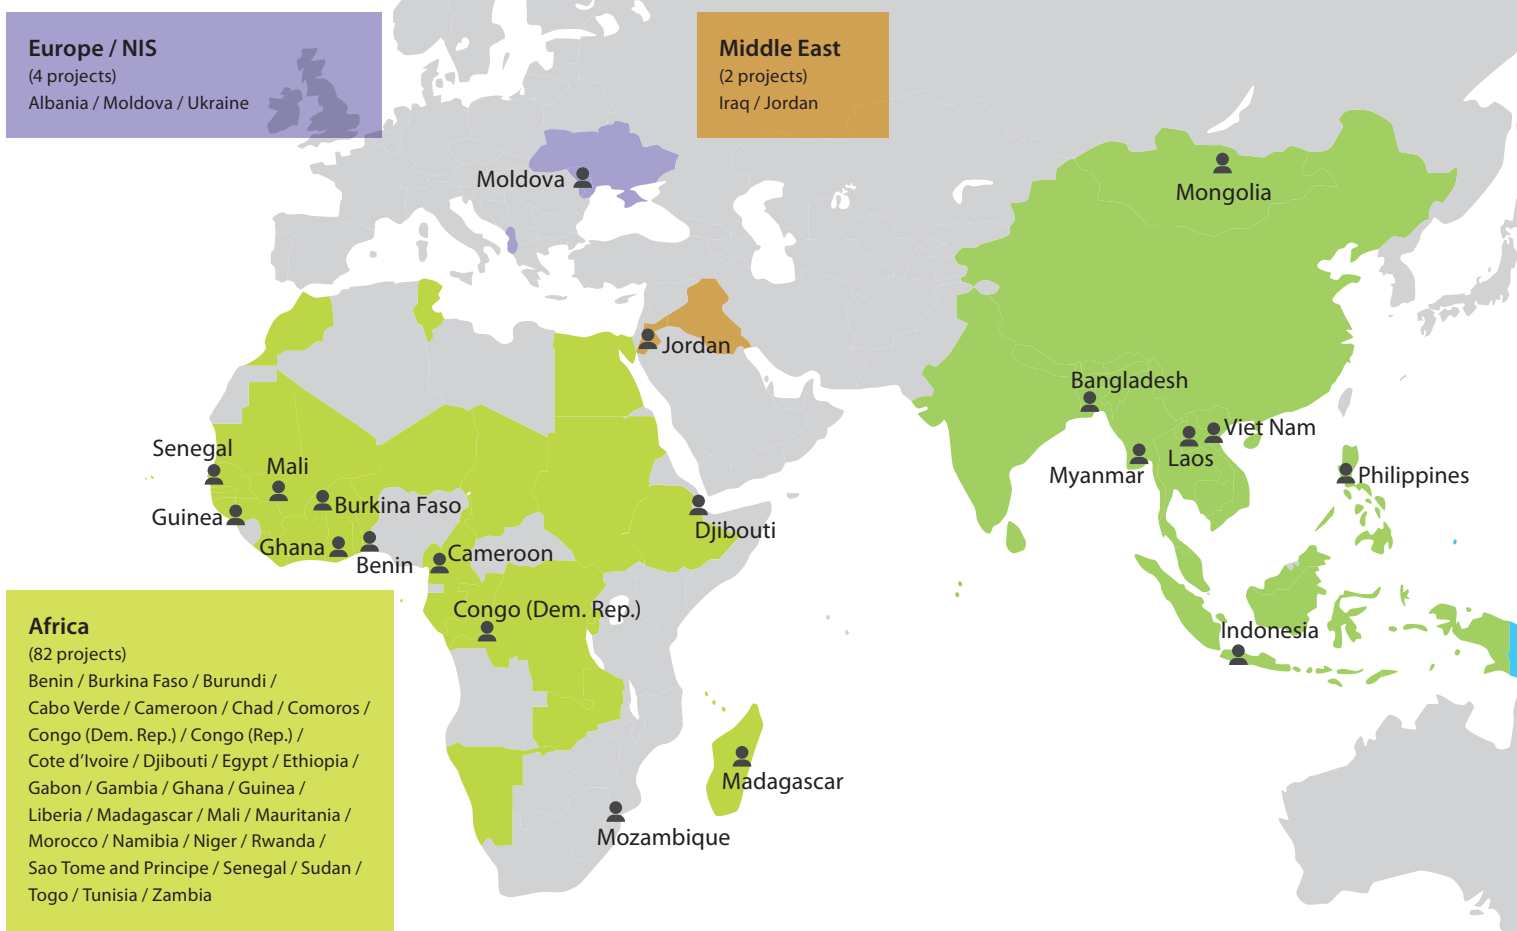 Europe / NIS
(4 projects)
Albania / Moldova / Ukraine
Middle East
(2 projects)
Iraq / Jordan
Moldova
Mongolia
Jordan
Bangladesh
Viet Nam
Laos
Myanmar
Philippines
Senegal
Mali
Burkina Faso
Guinea
Ghana
Benin
Cameroon
Djibouti
Congo (Dem. Rep.)
Indonesia
Madagascar
Mozambique
Africa
(82 projects)
Benin / Burkina Faso / Burundi /
Cabo Verde / Cameroon / Chad / Comoros /
Congo (Dem. Rep.) / Congo (Rep.) /
Cote d’Ivoire / Djibouti / Egypt / Ethiopia /
Gabon / Gambia / Ghana / Guinea /
Liberia / Madagascar / Mali / Mauritania /
Morocco / Namibia / Niger / Rwanda /
Sao Tome and Principe / Senegal / Sudan /
Togo / Tunisia / Zambia